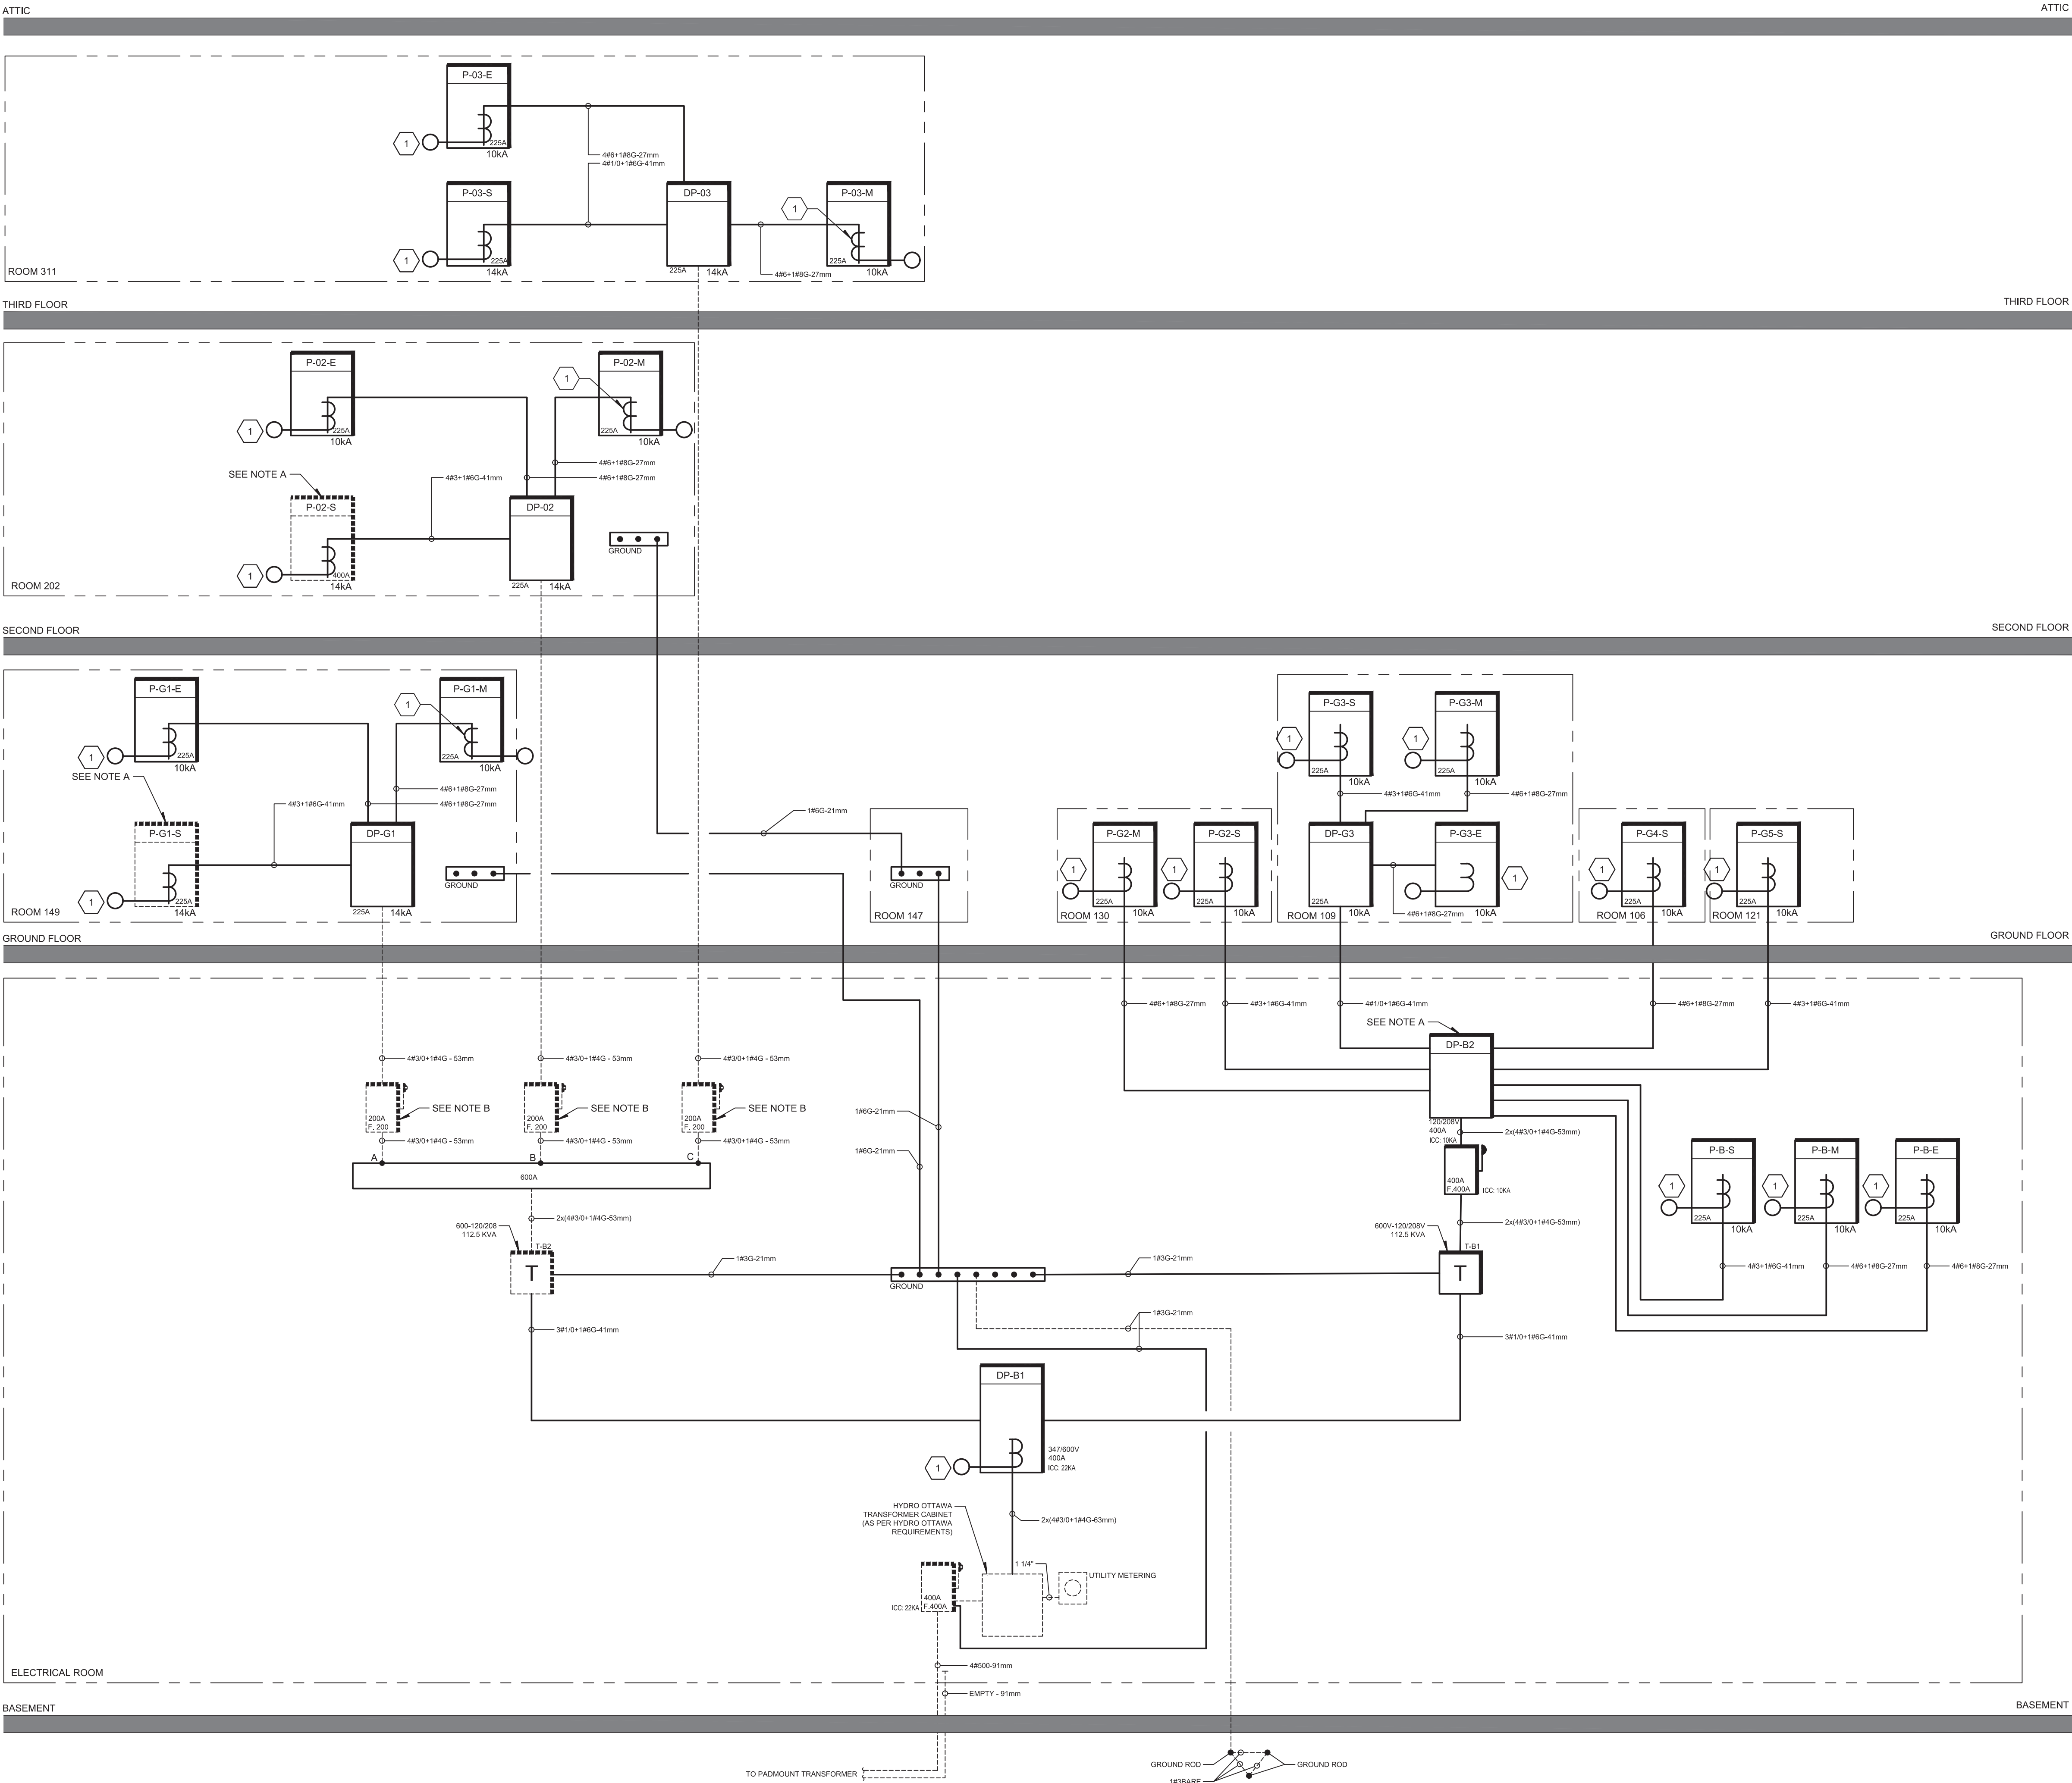 ATTIC
ATTIC
P-03-E
225A
10kA
1
4#6+1#8G-27mm
4#1/0+1#6G-41mm
P-03-S
225A
14kA
1
DP-03
225A
14kA
1
P-03-M
225A
10kA
4#6+1#8G-27mm
ROOM 311
THIRD FLOOR
THIRD FLOOR
P-02-E
225A
10kA
1
P-02-M
1
225A
10kA
4#6+1#8G-27mm
4#6+1#8G-27mm
SEE NOTE A
4#3+1#6G-41mm
P-02-S
400A
14kA
1
DP-02
225A
14kA
GROUND
ROOM 202
SECOND FLOOR
SECOND FLOOR
P-G1-E
225A
10kA
1
P-G1-M
1
225A
10kA
SEE NOTE A
4#6+1#8G-27mm
4#6+1#8G-27mm
4#3+1#6G-41mm
P-G1-S
225A
14kA
1
DP-G1
225A
14kA
GROUND
ROOM 149
1#6G-21mm
GROUND
ROOM 147
P-G2-M
1
225A
10kA
P-G2-S
1
225A
10kA
ROOM 130
P-G3-S
1
225A
10kA
P-G3-M
1
225A
10kA
4#3+1#6G-41mm
4#6+1#8G-27mm
DP-G3
225A
10kA
P-G3-E
1
4#6+1#8G-27mm
10kA
ROOM 109
P-G4-S
1
225A
10kA
ROOM 106
P-G5-S
1
225A
10kA
ROOM 121
GROUND FLOOR
GROUND FLOOR
4#6+1#8G-27mm
4#3+1#6G-41mm
4#1/0+1#6G-41mm
4#6+1#8G-27mm
4#3+1#6G-41mm
SEE NOTE A
DP-B2
120/208V
400A
ICC: 10KA
2x(4#3/0+1#4G-53mm)
4#3/0+1#4G - 53mm
4#3/0+1#4G - 53mm
4#3/0+1#4G - 53mm
200A
F, 200
SEE NOTE B
200A
F, 200
SEE NOTE B
200A
F, 200
SEE NOTE B
4#3/0+1#4G - 53mm
4#3/0+1#4G - 53mm
4#3/0+1#4G - 53mm
A
B
C
600A
1#6G-21mm
1#6G-21mm
400A
F.400A
ICC: 10KA
P-B-S
1
225A
10kA
P-B-M
1
225A
10kA
P-B-E
1
225A
10kA
2x(4#3/0+1#4G-53mm)
600-120/208
112.5 KVA
T-B2
T
1#3G-21mm
GROUND
1#3G-21mm
2x(4#3/0+1#4G-53mm)
600V-120/208V
112.5 KVA
T-B1
T
4#3+1#6G-41mm
4#6+1#8G-27mm
4#6+1#8G-27mm
1#3G-21mm
3#1/0+1#6G-41mm
3#1/0+1#6G-41mm
DP-B1
347/600V
400A
ICC: 22KA
1
HYDRO OTTAWA
TRANSFORMER CABINET
(AS PER HYDRO OTTAWA
REQUIREMENTS)
2x(4#3/0+1#4G-63mm)
1 1/4"
UTILITY METERING
400A
F.400A
ICC: 22KA
4#500-91mm
EMPTY - 91mm
ELECTRICAL ROOM
BASEMENT
BASEMENT
TO PADMOUNT TRANSFORMER
GROUND ROD
GROUND ROD
1#3BARE